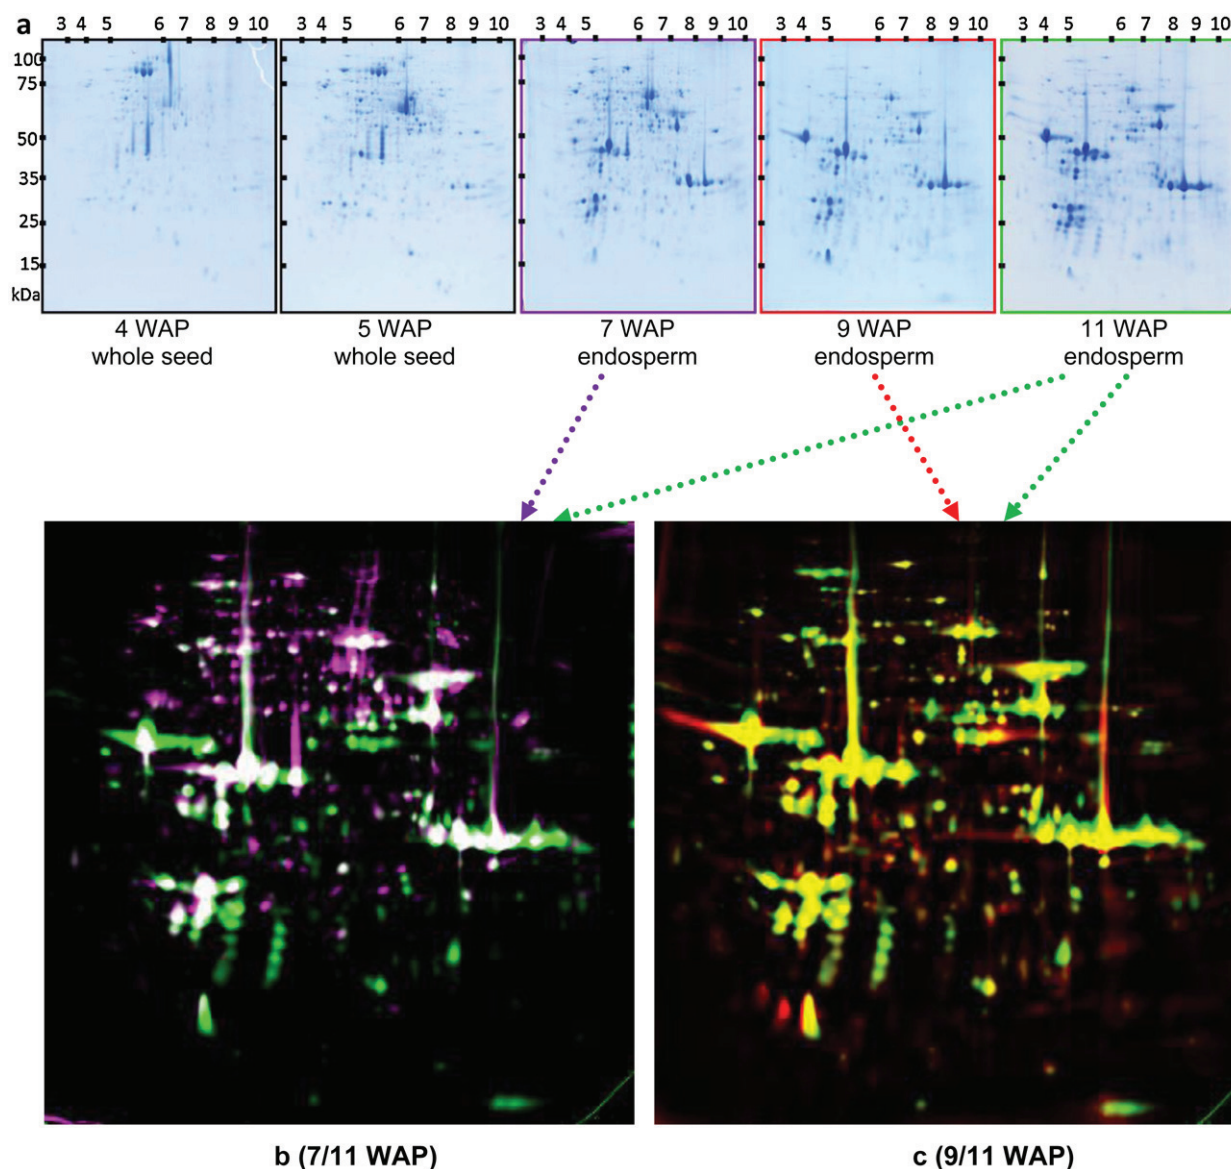 a
3 4 5 6 7 8 9 10
3 4 5 6 7 8 9 10
3 4 5 6 7 8 9 10
3 4 5 6 7 8 9 10
3 4 5 6 7 8 9 10
100
75
50
35
25
15
kDa
4 WAP
whole seed
5 WAP
whole seed
7 WAP
endosperm
9 WAP
endosperm
11 WAP
endosperm
b (7/11 WAP)
c (9/11 WAP)